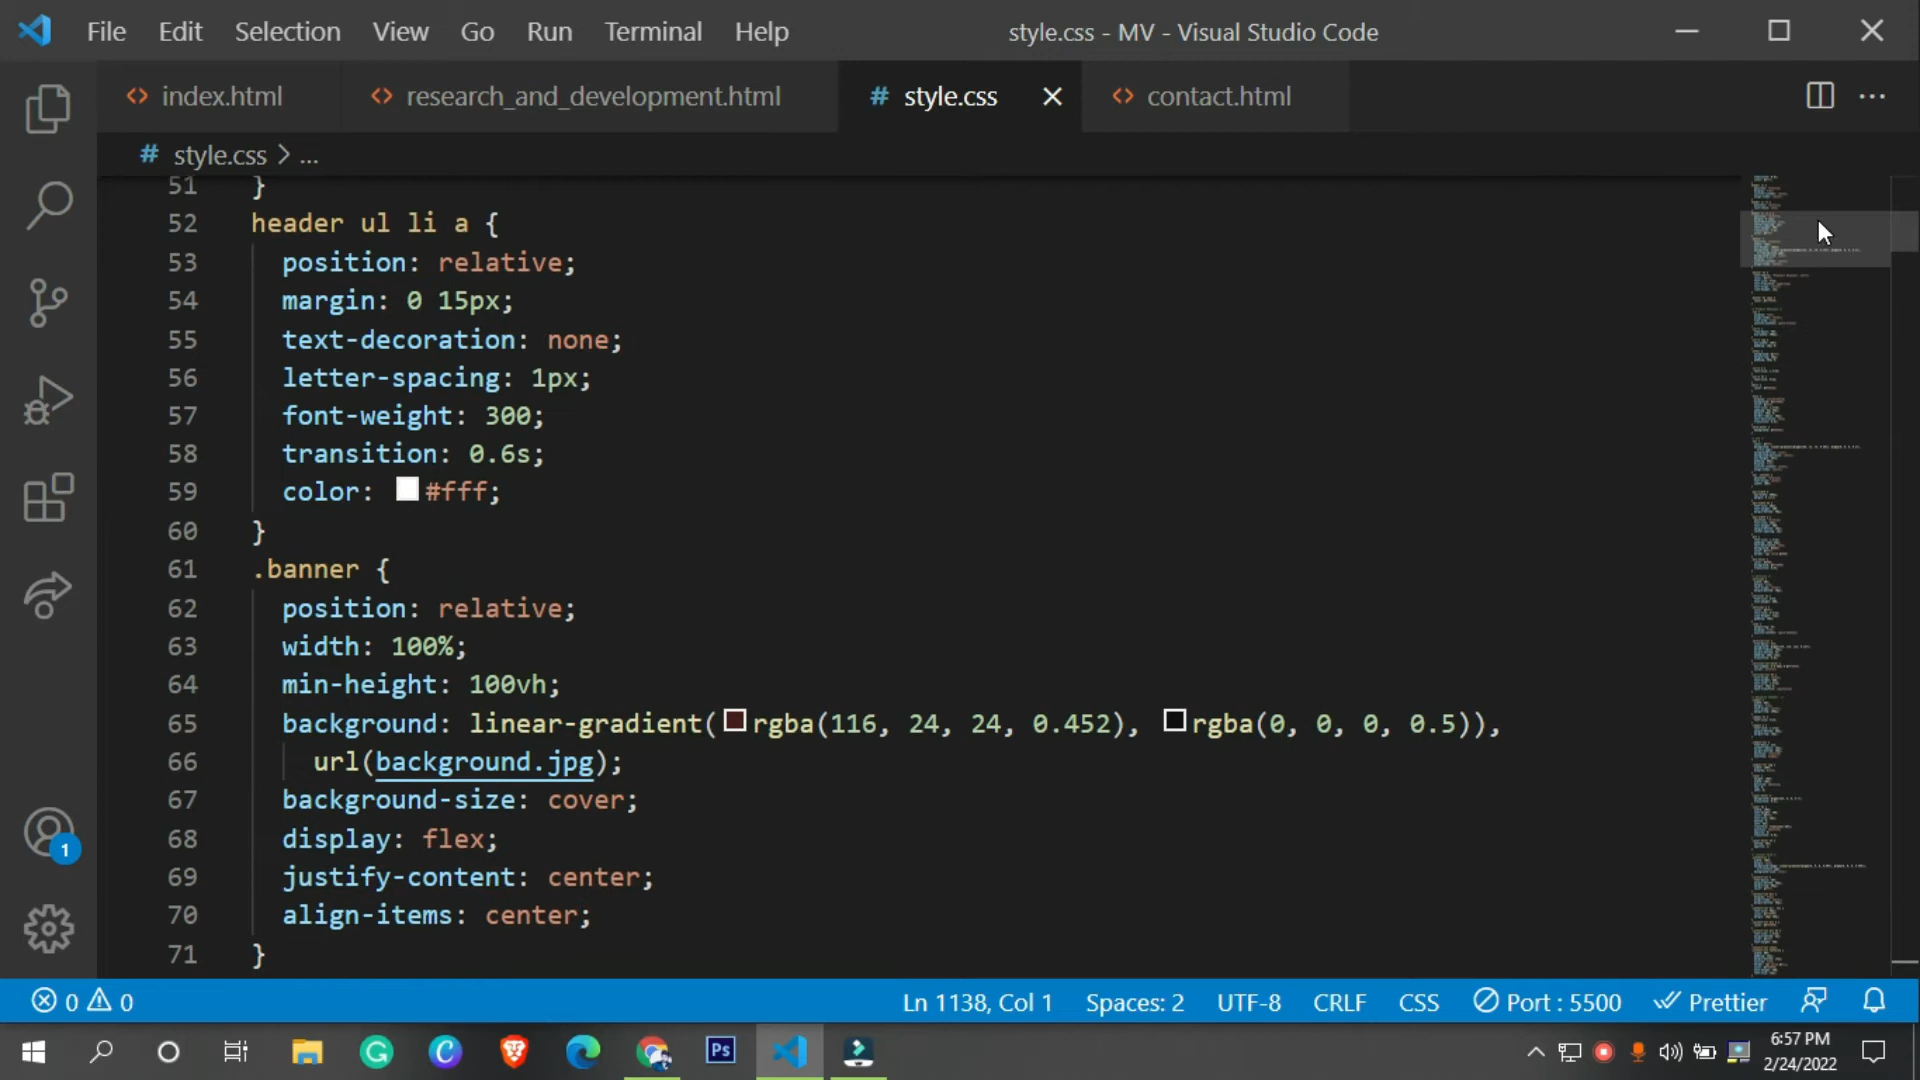 File Edit Selection View Go Run Terminal Help style.css - MV - Visual Studio Code
index.html research_and_development.html # style.css contact.html
# style.css > ...
51 }
52 header ul li a {
53 position: relative;
54 margin: 0 15px;
55 text-decoration: none;
56 letter-spacing: 1px;
57 font-weight: 300;
58 transition: 0.6s;
59 color: #fff;
60 }
61 .banner {
62 position: relative;
63 width: 100%;
64 min-height: 100vh;
65 background: linear-gradient(rgba(116, 24, 24, 0.452), rgba(0, 0, 0, 0.5)),
66 url(background.jpg);
67 background-size: cover;
68 display: flex;
69 justify-content: center;
70 align-items: center;
71 }
1
0 0 Ln 1138, Col 1 Spaces: 2 UTF-8 CRLF CSS Port : 5500 Prettier
Ps
6:57 PM
2/24/2022